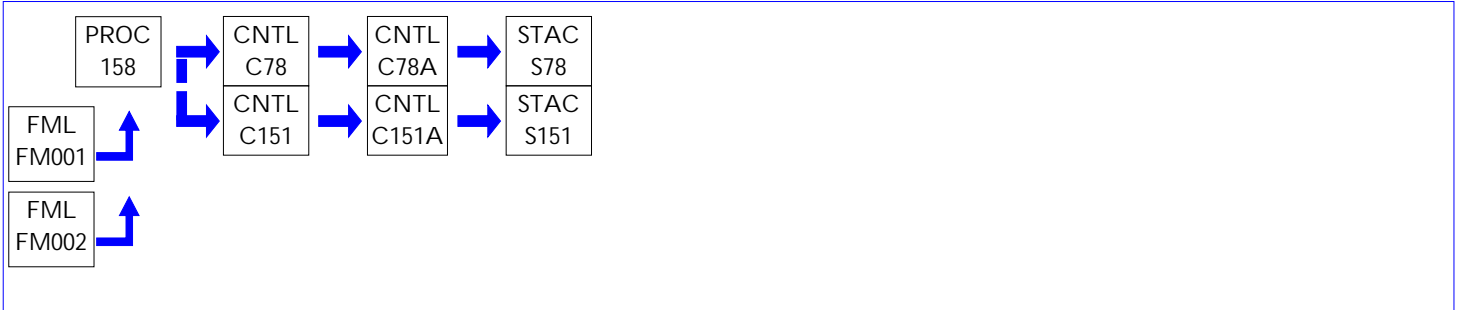 PROC
158
CNTL
C78
CNTL
C78A
STAC
S78
CNTL
C151
CNTL
C151A
STAC
S151
FML
FM001
FML
FM002